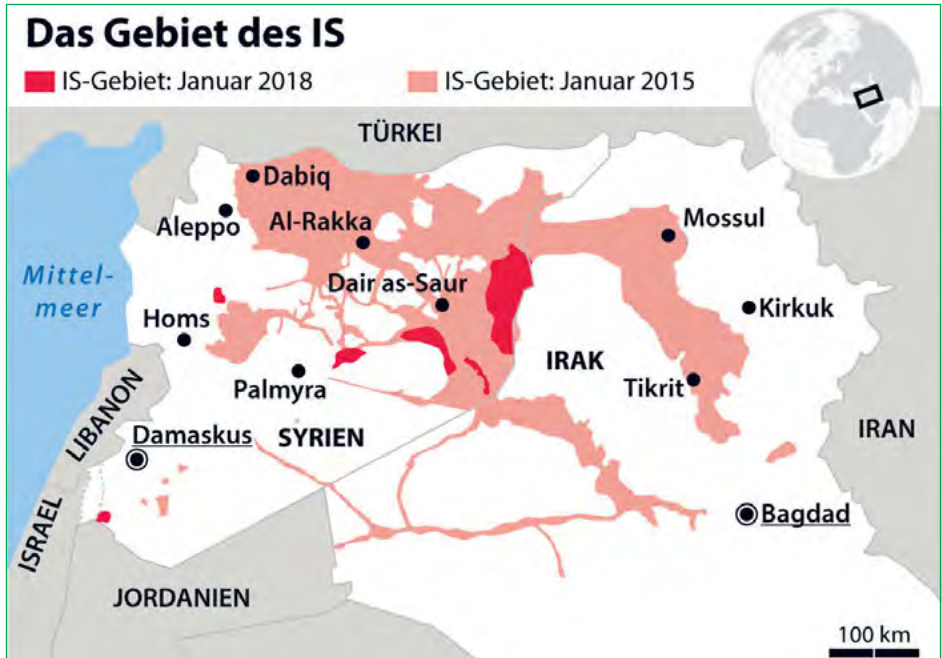 Das Gebiet des IS
IS-Gebiet: Januar 2018
IS-Gebiet: Januar 2015
TÜRKEI
Dabiq
Aleppo
Al-Rakka
Mossul
Mittel-
meer
Dair as-Saur
Homs
Kirkuk
IRAK
Palmyra
Tikrit
LIBANON
SYRIEN
IRAN
Damaskus
ISRAEL
Bagdad
JORDANIEN
100 km